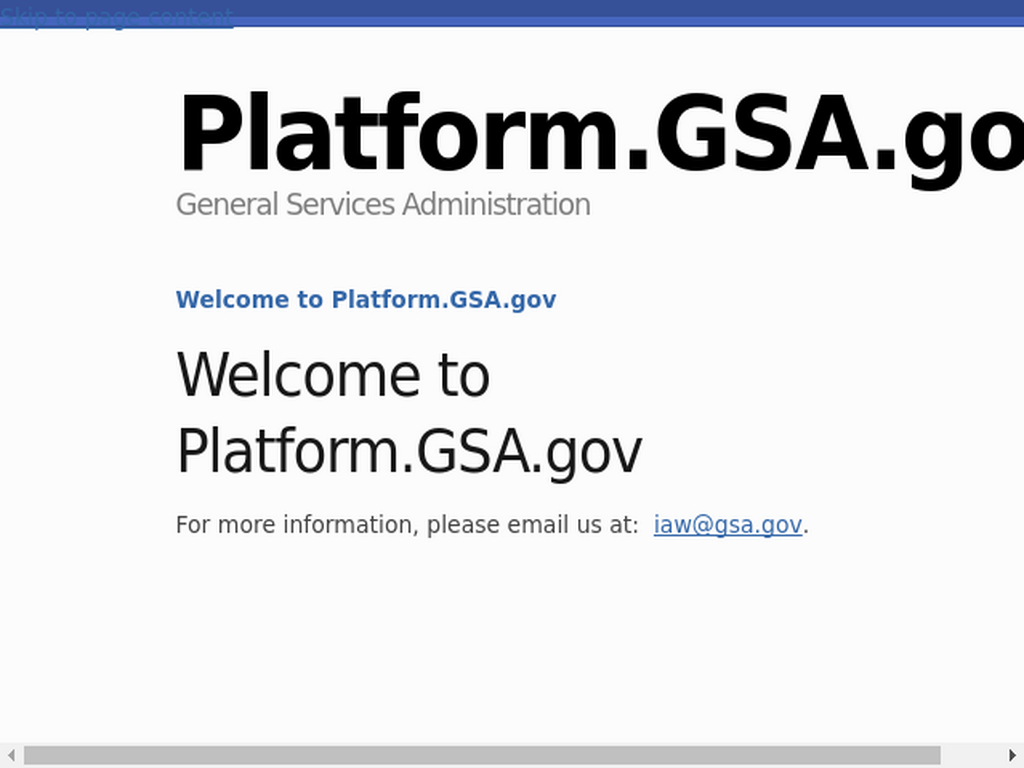 Skip to page content
Platform.GSA.go
General Services Administration
Welcome to Platform.GSA.gov
Welcome to
Platform.GSA.gov
For more information, please email us at: iaw@gsa.gov.